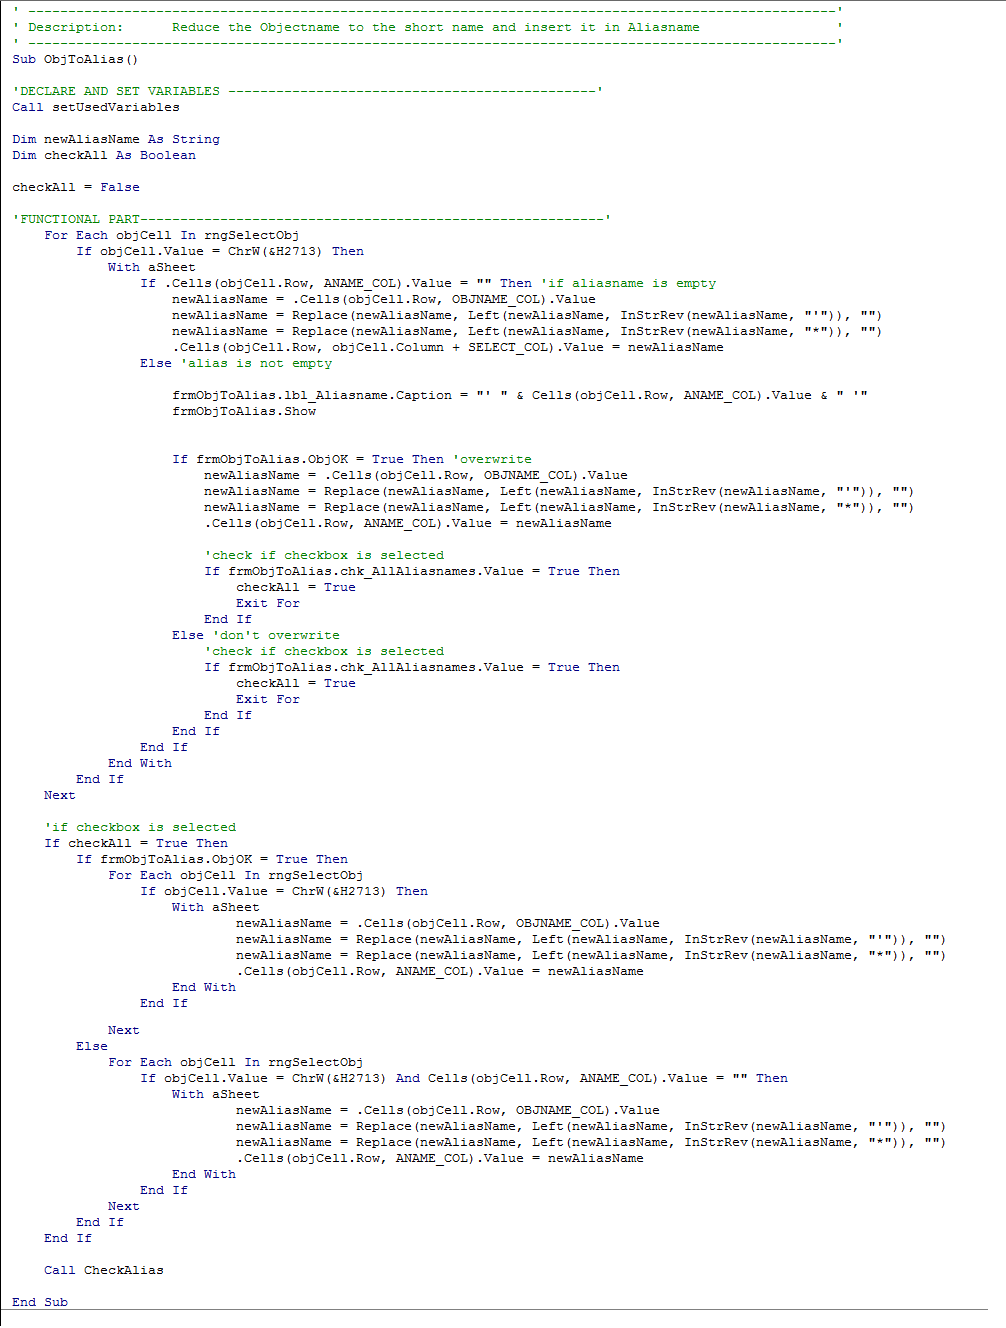 ' ----------------------------------------------------------------------------------------------------- '
' Description:      Reduce the Objectname to the short name and insert it in Aliasname                 '
' ----------------------------------------------------------------------------------------------------- '
Sub ObjToAlias()

'DECLARE AND SET VARIABLES ----------------------------------------------'
Call setUsedVariables

Dim newAliasName As String
Dim checkAll As Boolean

checkAll = False

'FUNCTIONAL PART----------------------------------------------------------'
    For Each objCell In rngSelectObj
        If objCell.Value = ChrW(&H2713) Then
            With aSheet
                If .Cells(objCell.Row, ANAME_COL).Value = "" Then 'if aliasname is empty
                    newAliasName = .Cells(objCell.Row, OBJNAME_COL).Value
                    newAliasName = Replace(newAliasName, Left(newAliasName, InStrRev(newAliasName, "'")), "")
                    newAliasName = Replace(newAliasName, Left(newAliasName, InStrRev(newAliasName, "*")), "")
                    .Cells(objCell.Row, objCell.Column + SELECT_COL).Value = newAliasName
                Else 'alias is not empty

                    frmObjToAlias.lbl_Aliasname.Caption = "' " & Cells(objCell.Row, ANAME_COL).Value & " '"
                    frmObjToAlias.Show


                    If frmObjToAlias.ObjOK = True Then 'overwrite
                        newAliasName = .Cells(objCell.Row, OBJNAME_COL).Value
                        newAliasName = Replace(newAliasName, Left(newAliasName, InStrRev(newAliasName, "'")), "")
                        newAliasName = Replace(newAliasName, Left(newAliasName, InStrRev(newAliasName, "*")), "")
                        .Cells(objCell.Row, ANAME_COL).Value = newAliasName

                        'check if checkbox is selected
                        If frmObjToAlias.chk_AllAliasnames.Value = True Then
                            checkAll = True
                            Exit For
                        End If
                    Else 'don't overwrite
                        'check if checkbox is selected
                        If frmObjToAlias.chk_AllAliasnames.Value = True Then
                            checkAll = True
                            Exit For
                        End If
                    End If
                End If
            End With
        End If
    Next

    'if checkbox is selected
    If checkAll = True Then
        If frmObjToAlias.ObjOK = True Then
            For Each objCell In rngSelectObj
                If objCell.Value = ChrW(&H2713) Then
                    With aSheet
                            newAliasName = .Cells(objCell.Row, OBJNAME_COL).Value
                            newAliasName = Replace(newAliasName, Left(newAliasName, InStrRev(newAliasName, "'")), "")
                            newAliasName = Replace(newAliasName, Left(newAliasName, InStrRev(newAliasName, "*")), "")
                            .Cells(objCell.Row, ANAME_COL).Value = newAliasName
                    End With
                End If

            Next
        Else
            For Each objCell In rngSelectObj
                If objCell.Value = ChrW(&H2713) And Cells(objCell.Row, ANAME_COL).Value = "" Then
                    With aSheet
                            newAliasName = .Cells(objCell.Row, OBJNAME_COL).Value
                            newAliasName = Replace(newAliasName, Left(newAliasName, InStrRev(newAliasName, "'")), "")
                            newAliasName = Replace(newAliasName, Left(newAliasName, InStrRev(newAliasName, "*")), "")
                            .Cells(objCell.Row, ANAME_COL).Value = newAliasName
                    End With
                End If
            Next
        End If
    End If

    Call CheckAlias

End Sub